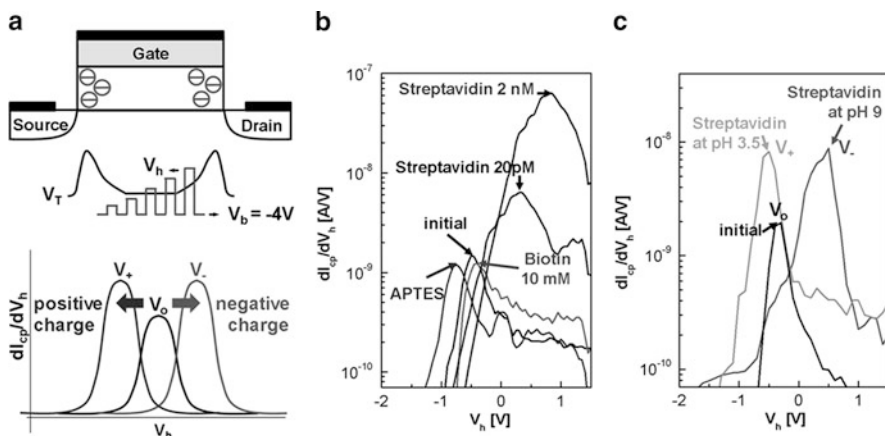 a
Gate
Source
Drain
V_h
V_T
V_b = -4V
dI_cp/dV_h
V_+
V_o
V_-
positive
charge
negative
charge
V_h
b
dI_cp/dV_h [A/V]
10^-7
10^-8
10^-9
10^-10
Streptavidin 2 nM
Streptavidin 20pM
initial
Biotin
10 mM
APTES
-2
-1
0
1
V_h [V]
c
dI_cp/dV_h [A/V]
10^-7
10^-8
10^-9
10^-10
Streptavidin
at pH 9
Streptavidin
at pH 3.5
V_+
V_-
V_o
initial
-2
-1
0
1
V_h [V]